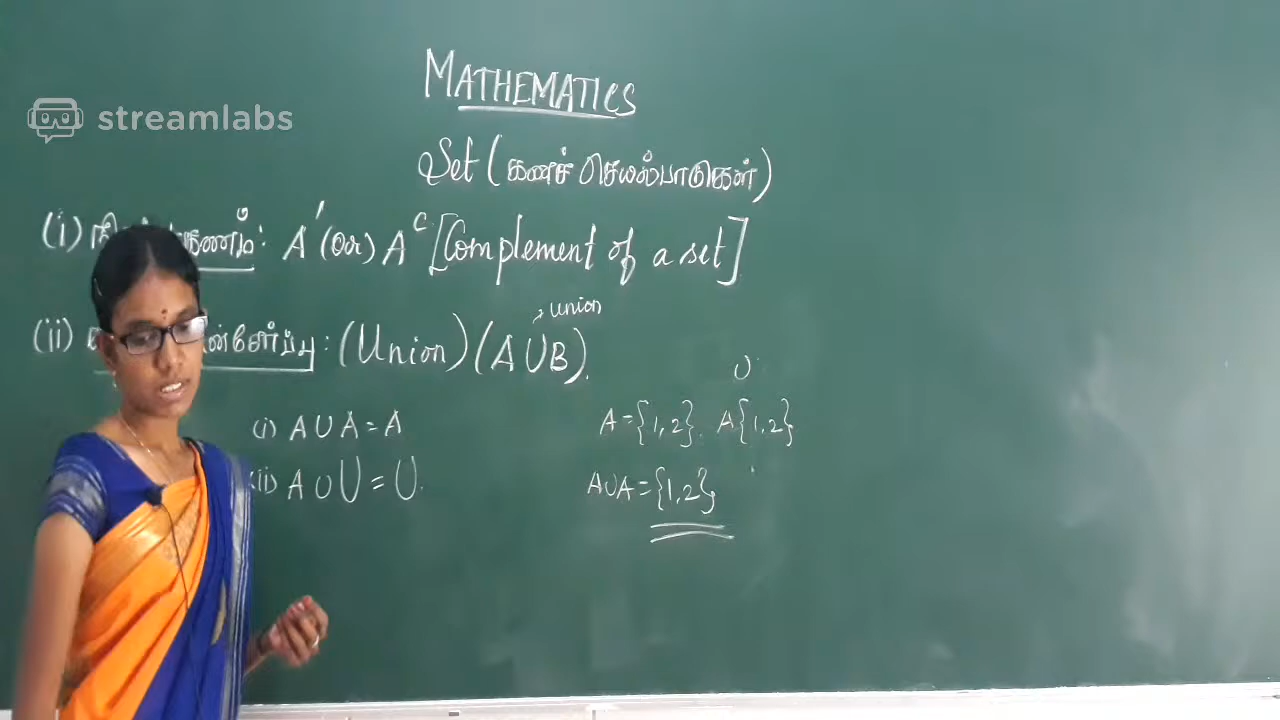 MATHEMATICS
streamlabs
Set (கணச் செயல்பாடுகள்)
(i) : A' (or) Aᶜ [Complement of a set]
union
(ii) : (Union) (A∪B).
U
(i) A∪A = A
A = {1,2}. A{1,2}
(ii) A∪U = U.
A∪A = {1,2}